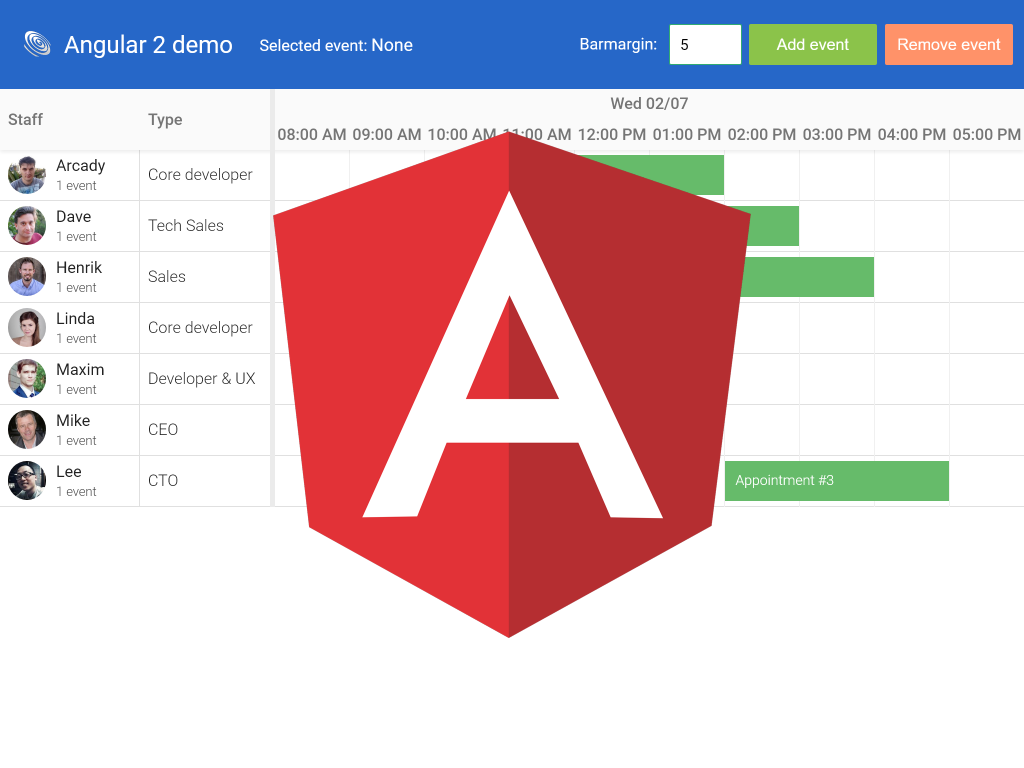 Angular 2 demo
Selected event: None
Barmargin:
5
Add event
Remove event
Staff
Type
Wed 02/07
08:00 AM 09:00 AM 10:00 AM 11:00 AM 12:00 PM 01:00 PM 02:00 PM 03:00 PM 04:00 PM 05:00 PM
Arcady
1 event
Core developer
Dave
1 event
Tech Sales
Henrik
1 event
Sales
Linda
1 event
Core developer
Maxim
1 event
Developer & UX
Mike
1 event
CEO
Lee
1 event
CTO
Appointment #3
A